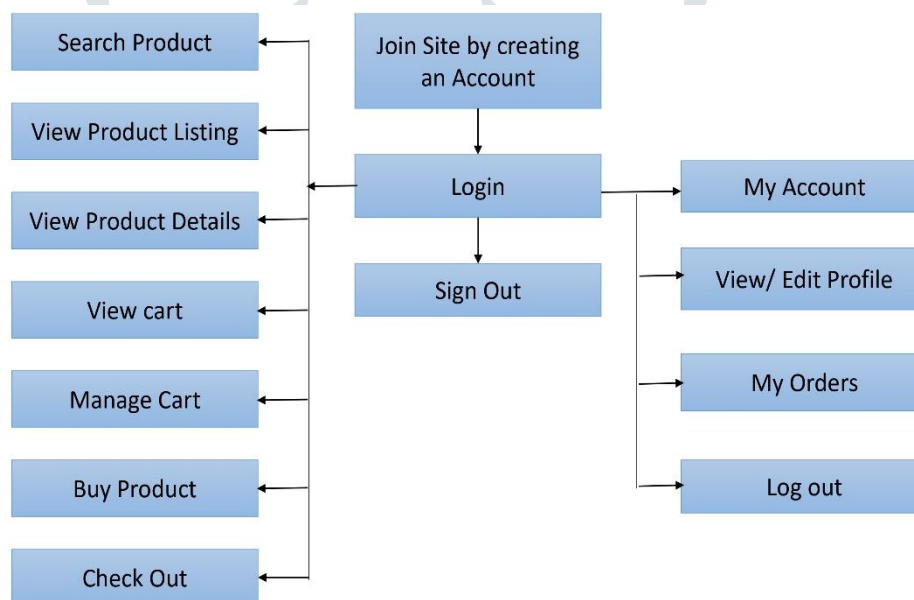 Search Product
View Product Listing
View Product Details
View cart
Manage Cart
Buy Product
Check Out
Join Site by creating
an Account
Login
Sign Out
My Account
View/ Edit Profile
My Orders
Log out